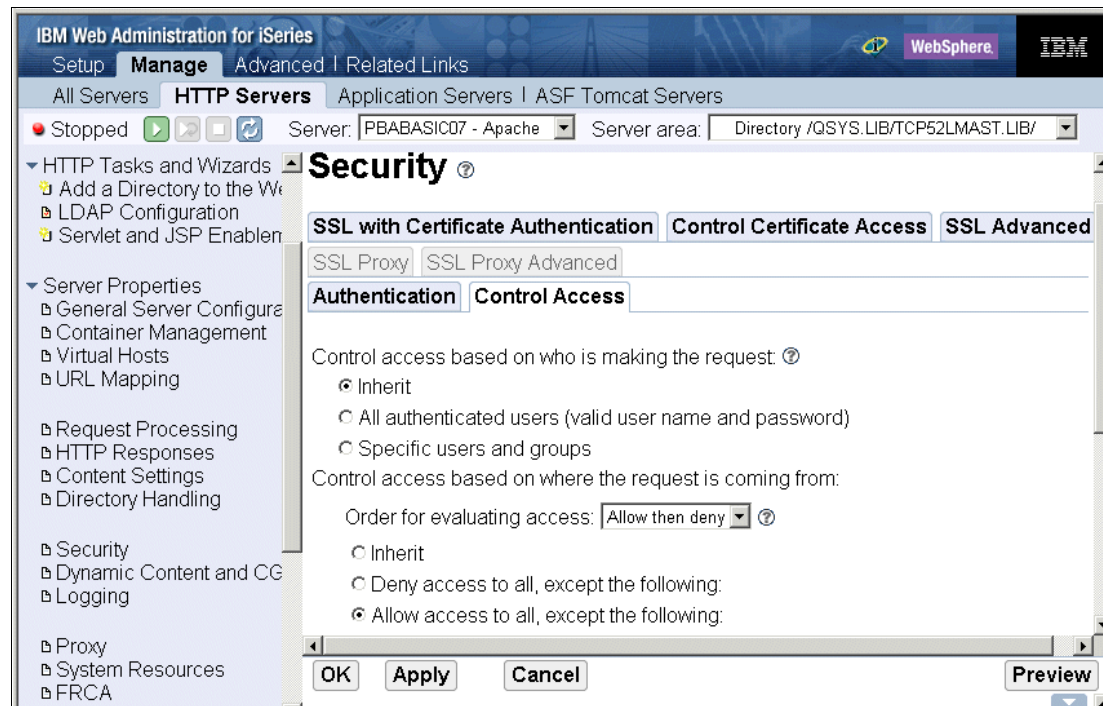 IBM Web Administration for iSeries
WebSphere. IBM
Setup Manage Advanced | Related Links
All Servers HTTP Servers Application Servers | ASF Tomcat Servers
Stopped Server: PBABASIC07 - Apache Server area: Directory /QSYS.LIB/TCP52LMAST.LIB/
HTTP Tasks and Wizards
Add a Directory to the We
LDAP Configuration
Servlet and JSP Enablem
Server Properties
General Server Configura
Container Management
Virtual Hosts
URL Mapping
Request Processing
HTTP Responses
Content Settings
Directory Handling
Security
Dynamic Content and CG
Logging
Proxy
System Resources
FRCA
Security ?
SSL with Certificate Authentication Control Certificate Access SSL Advanced
SSL Proxy SSL Proxy Advanced
Authentication Control Access
Control access based on who is making the request: ?
Inherit
All authenticated users (valid user name and password)
Specific users and groups
Control access based on where the request is coming from:
Order for evaluating access: Allow then deny ?
Inherit
Deny access to all, except the following:
Allow access to all, except the following:
OK Apply Cancel Preview